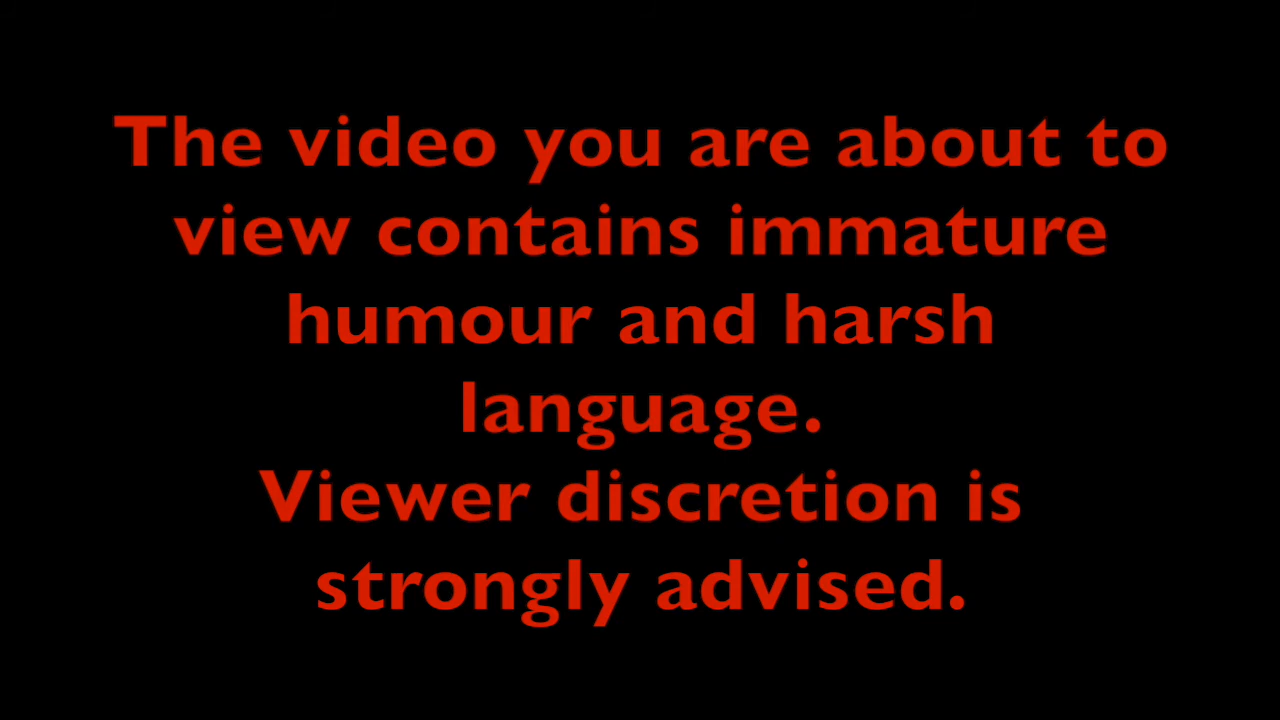 The video you are about to
view contains immature
humour and harsh
language.
Viewer discretion is
strongly advised.